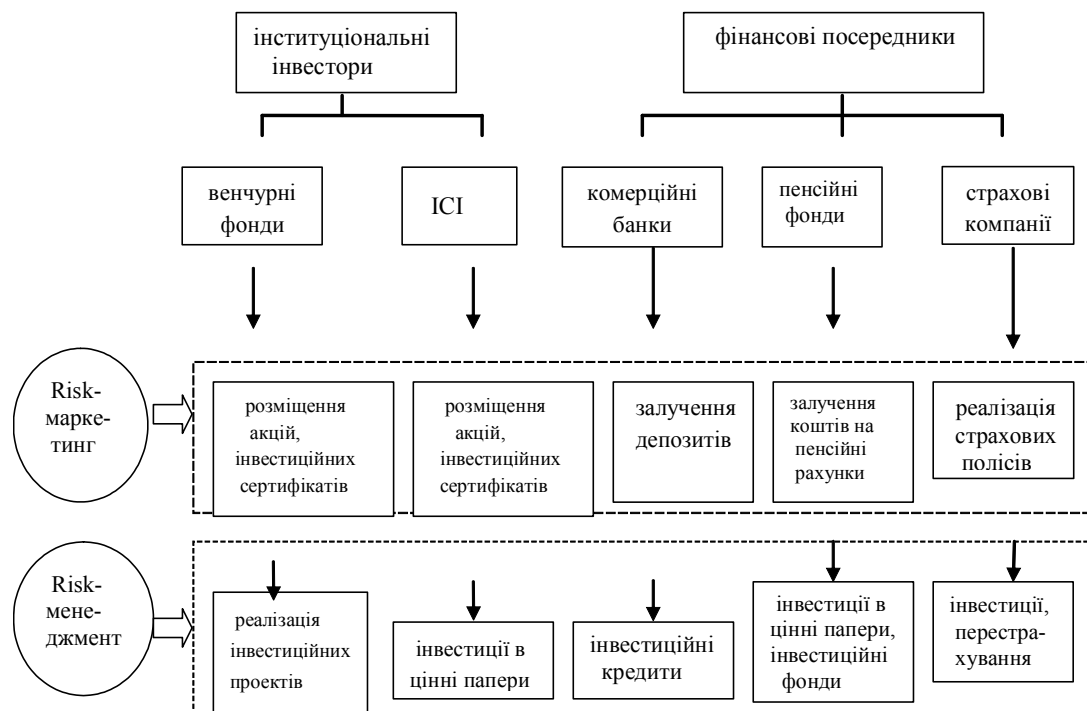 інституціональні
інвестори
фінансові посередники
венчурні
фонди
ІСІ
комерційні
банки
пенсійні
фонди
страхові
компанії
Risk-
марке-
тинг
розміщення
акцій,
інвестиційних
сертифікатів
розміщення
акцій,
інвестиційних
сертифікатів
залучення
депозитів
залучення
коштів на
пенсійні
рахунки
реалізація
страхових
полісів
Risk-
мене-
джмент
реалізація
інвестиційних
проектів
інвестиції в
цінні папери
інвестиційні
кредити
інвестиції в
цінні папери,
інвестиційні
фонди
інвестиції,
перестра-
хування